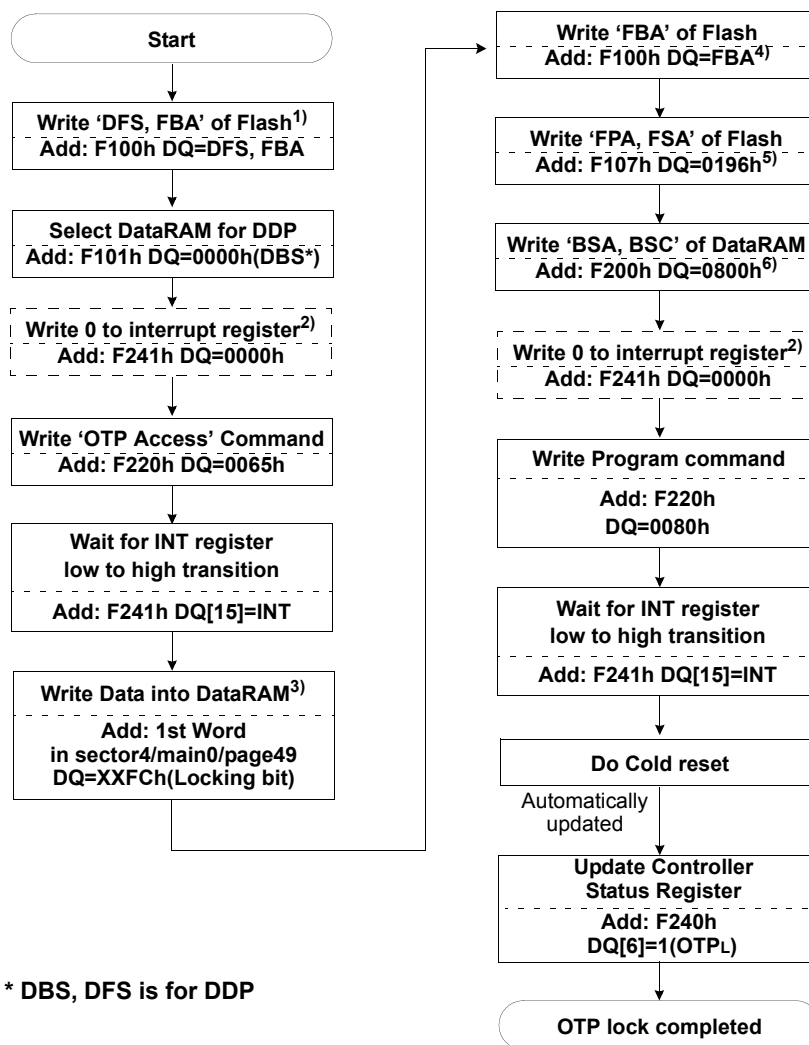 Start
Write ‘DFS, FBA’ of Flash1)
Add: F100h DQ=DFS, FBA
Select DataRAM for DDP
Add: F101h DQ=0000h(DBS*)
Write 0 to interrupt register2)
Add: F241h DQ=0000h
Write ‘OTP Access’ Command
Add: F220h DQ=0065h
Wait for INT register
low to high transition
Add: F241h DQ[15]=INT
Write Data into DataRAM3)
Add: 1st Word
in sector4/main0/page49
DQ=XXFCh(Locking bit)
Write ‘FBA’ of Flash
Add: F100h DQ=FBA4)
Write ‘FPA, FSA’ of Flash
Add: F107h DQ=0196h5)
Write ‘BSA, BSC’ of DataRAM
Add: F200h DQ=0800h6)
Write 0 to interrupt register2)
Add: F241h DQ=0000h
Write Program command
Add: F220h
DQ=0080h
Wait for INT register
low to high transition
Add: F241h DQ[15]=INT
Do Cold reset
Automatically
updated
Update Controller
Status Register
Add: F240h
DQ[6]=1(OTPL)
OTP lock completed
* DBS, DFS is for DDP